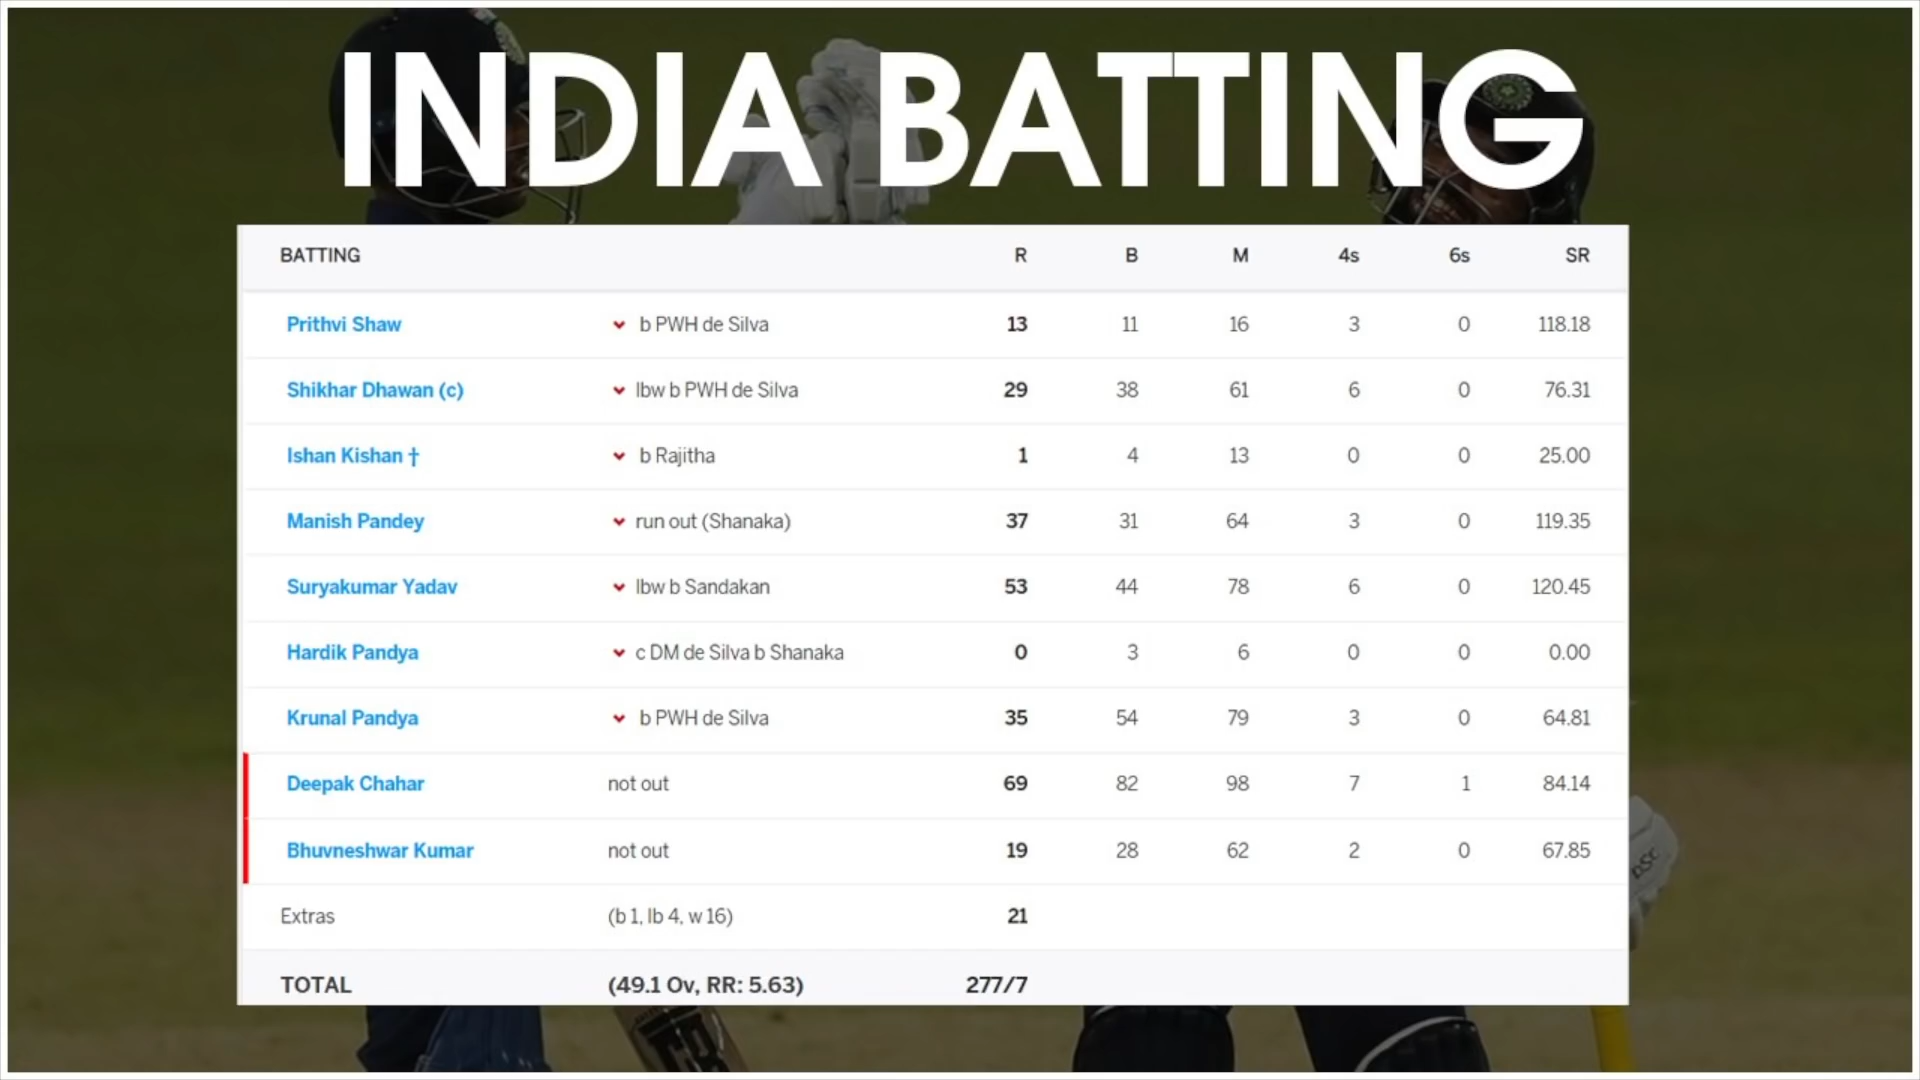 INDIA BATTING
BATTING R B M 4s 6s SR
Prithvi Shaw b PWH de Silva 13 11 16 3 0 118.18
Shikhar Dhawan (c) lbw b PWH de Silva 29 38 61 6 0 76.31
Ishan Kishan † b Rajitha 1 4 13 0 0 25.00
Manish Pandey run out (Shanaka) 37 31 64 3 0 119.35
Suryakumar Yadav lbw b Sandakan 53 44 78 6 0 120.45
Hardik Pandya c DM de Silva b Shanaka 0 3 6 0 0 0.00
Krunal Pandya b PWH de Silva 35 54 79 3 0 64.81
Deepak Chahar not out 69 82 98 7 1 84.14
Bhuvneshwar Kumar not out 19 28 62 2 0 67.85
Extras (b 1, lb 4, w 16) 21
TOTAL (49.1 Ov, RR: 5.63) 277/7